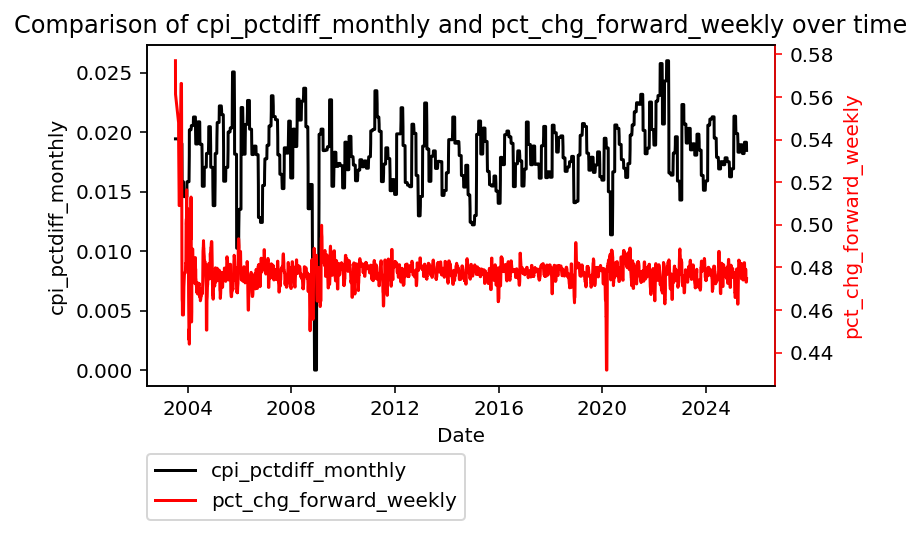 Comparison of cpi_pctdiff_monthly and pct_chg_forward_weekly over time
cpi_pctdiff_monthly
0.025
0.020
0.015
0.010
0.005
0.000
0.58
0.56
0.54
0.52
0.50
0.48
0.46
0.44
pct_chg_forward_weekly
2004 2008 2012 2016 2020 2024
Date
cpi_pctdiff_monthly
pct_chg_forward_weekly